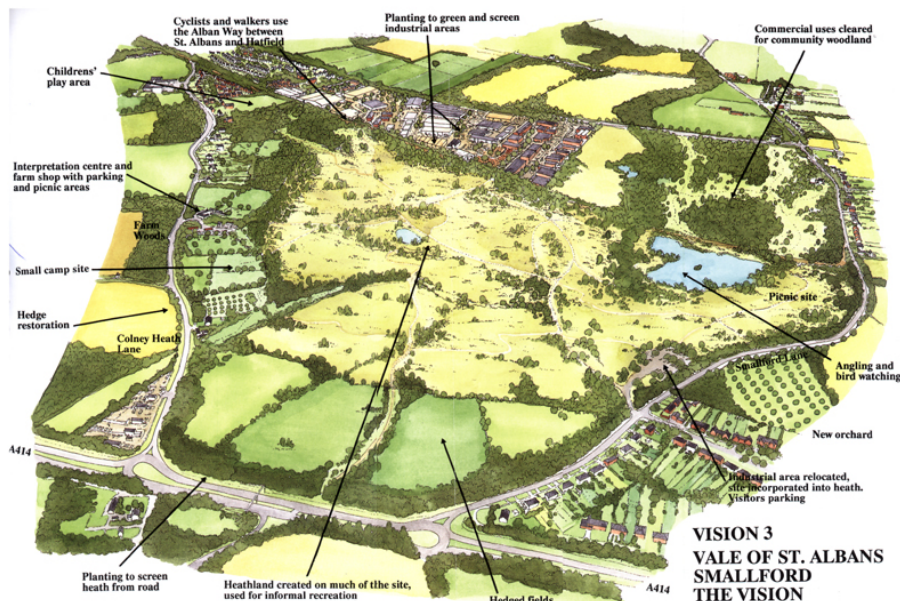 Cyclists and walkers use
the Alban Way between
St. Albans and Hatfield
Planting to green and screen
industrial areas
Commercial uses cleared
for community woodland
Childrens'
play area
Interpretation centre and
farm shop with parking
and picnic areas
Farm
Woods
Small camp site
Hedge
restoration
Colney Heath
Lane
Picnic site
Smallford Lane
Angling and
bird watching
New orchard
A414
Industrial area relocated,
site incorporated into heath.
Visitors parking
Planting to screen
heath from road
Heathland created on much of tthe site,
used for informal recreation
Hedged fields
A414
VISION 3
VALE OF ST. ALBANS
SMALLFORD
THE VISION